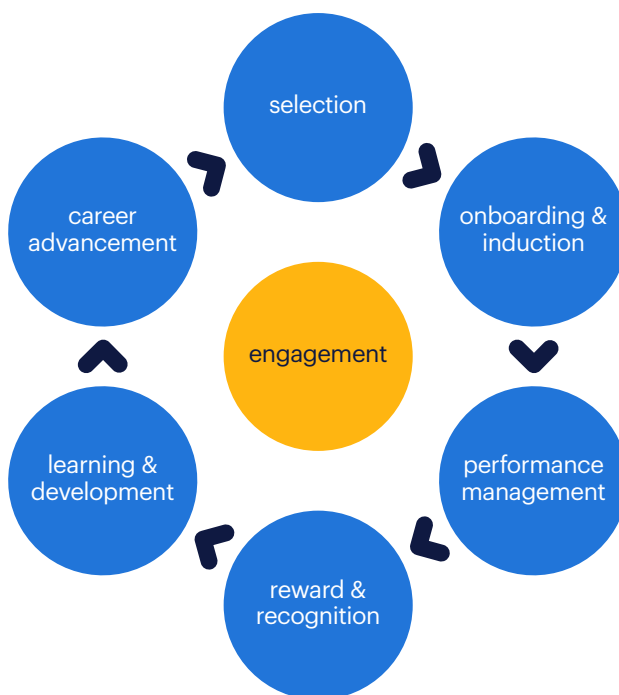 selection
onboarding &
induction
performance
management
reward &
recognition
learning &
development
career
advancement
engagement